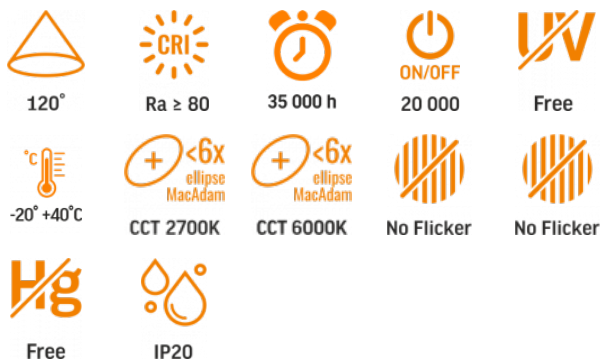 CRI
ON/OFF
UV
120° Ra ≥ 80 35 000 h 20 000 Free
°C
<6x
ellipse
MacAdam
<6x
ellipse
MacAdam
-20° +40°C CCT 2700K CCT 6000K No Flicker No Flicker
Hg
Free IP20